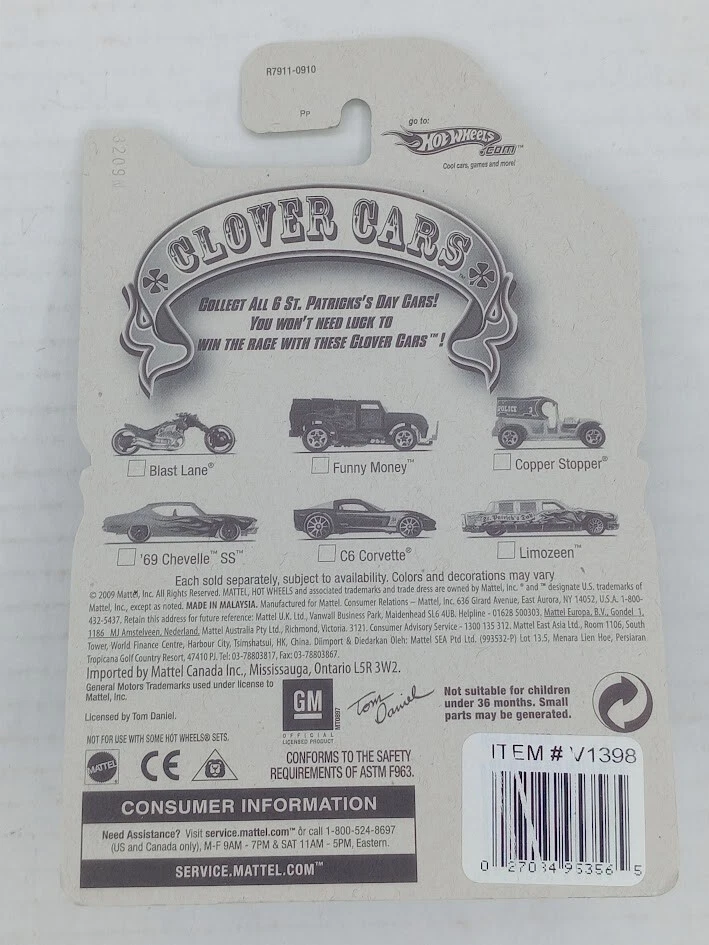 R7911-0910
PP
3209
go to:
HOT WHEELS
.COM™
Cool cars, games and more!
CLOVER CARS™
COLLECT ALL 6 ST. PATRICKS'S DAY CARS!
YOU WON'T NEED LUCK TO
WIN THE RACE WITH THESE CLOVER CARS™!
POLICE
Blast Lane®
Funny Money™
Copper Stopper®
St. Patrick's Day
'69 Chevelle™ SS™
C6 Corvette®
Limozeen™
Each sold separately, subject to availability. Colors and decorations may vary
© 2009 Mattel, Inc. All Rights Reserved. MATTEL, HOT WHEELS and associated trademarks and trade dress are owned by Mattel, Inc. ® and ™ designate U.S. trademarks of
Mattel, Inc., except as noted. MADE IN MALAYSIA. Manufactured for Mattel. Consumer Relations – Mattel, Inc. 636 Girard Avenue, East Aurora, NY 14052, U.S.A. 1-800-
432-5437. Retain this address for future reference: Mattel U.K. Ltd., Vanwall Business Park, Maidenhead SL6 4UB. Helpline - 01628 500303. Mattel Europa, B.V., Gondel 1,
1186 MJ Amstelveen, Nederland. Mattel Australia Pty Ltd., Richmond, Victoria. 3121. Consumer Advisory Service - 1300 135 312. Mattel East Asia Ltd., Room 1106, South
Tower, World Finance Centre, Harbour City, Tsimshatsui, HK, China. Diimport & Diedarkan Oleh: Mattel SEA Ptd Ltd. (993532-P) Lot 13.5, Menara Lien Hoe, Persiaran
Tropicana Golf Country Resort, 47410 PJ. Tel: 03-78803817, Fax: 03-78803867.
Imported by Mattel Canada Inc., Mississauga, Ontario L5R 3W2.
General Motors Trademarks used under license to
Mattel, Inc.
Licensed by Tom Daniel.
GM
OFFICIAL
LICENSED PRODUCT
MT0897
Tom Daniel
Not suitable for children
under 36 months. Small
parts may be generated.
NOT FOR USE WITH SOME HOT WHEELS® SETS.
MATTEL
CE
CONFORMS TO THE SAFETY
REQUIREMENTS OF ASTM F963.
CONSUMER INFORMATION
Need Assistance? Visit service.mattel.com™ or call 1-800-524-8697
(US and Canada only), M-F 9AM - 7PM & SAT 11AM - 5PM, Eastern.
SERVICE.MATTEL.COM™
ITEM # V1398
0 27084 95356 5